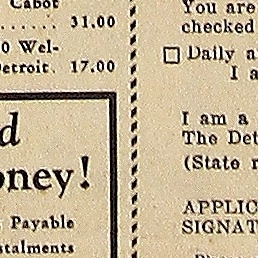 Cabot
31.00
0 Wel-
etroit. 17.00
d
oney!
Payable
stalments
You are
checked
Daily a
I a
I am a
The Det
(State r
APPLIC
SIGNAT